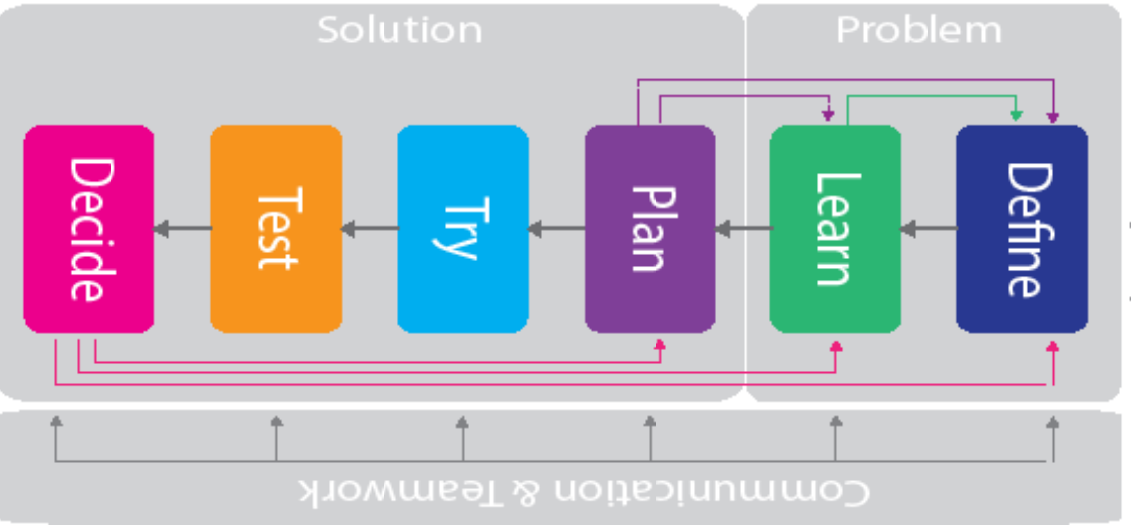 Solution
Problem
Decide
Test
Try
Plan
Learn
Define
Communication & Teamwork